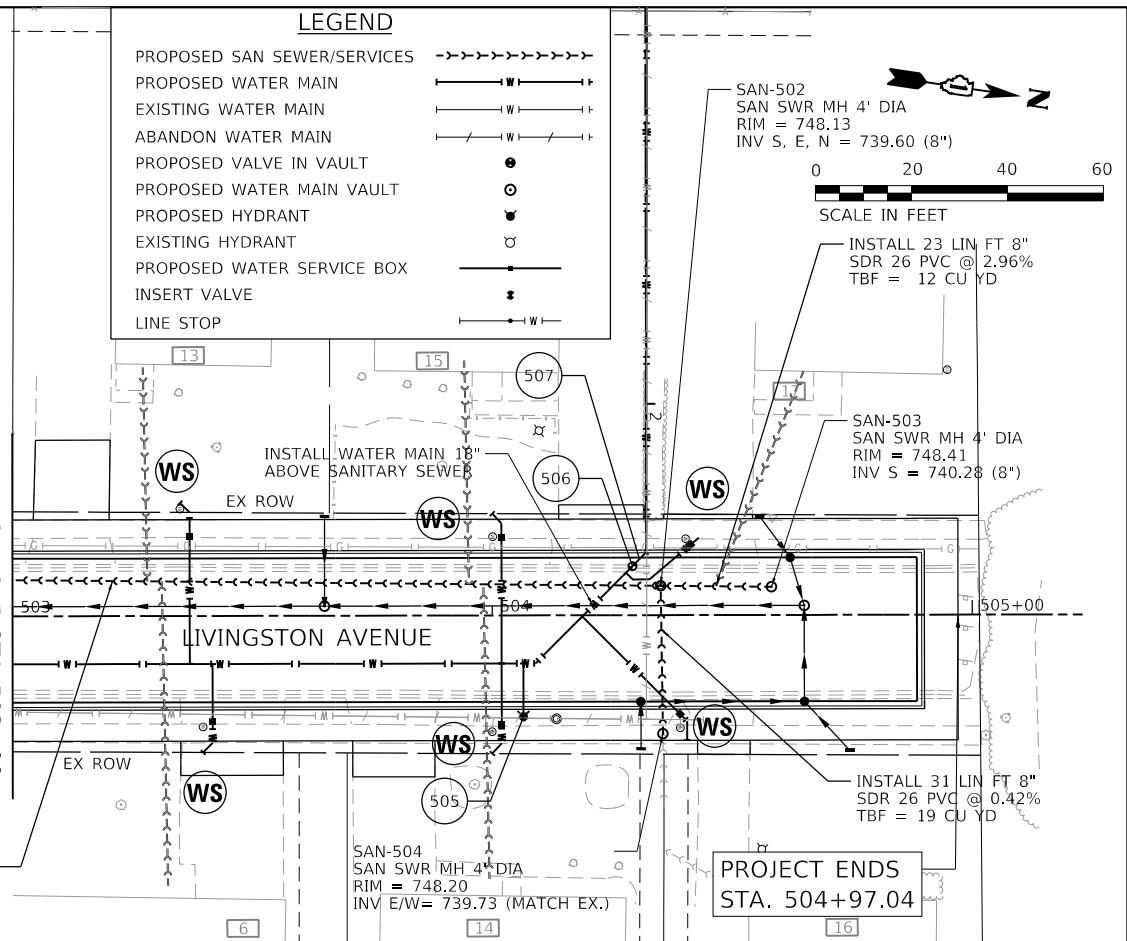 LEGEND
PROPOSED SAN SEWER/SERVICES
PROPOSED WATER MAIN
W
EXISTING WATER MAIN
W
ABANDON WATER MAIN
W
PROPOSED VALVE IN VAULT
PROPOSED WATER MAIN VAULT
PROPOSED HYDRANT
EXISTING HYDRANT
PROPOSED WATER SERVICE BOX
INSERT VALVE
LINE STOP
W
SAN-502
SAN SWR MH 4' DIA
RIM = 748.13
INV S, E, N = 739.60 (8")
N
0 20 40 60
SCALE IN FEET
INSTALL 23 LIN FT 8"
SDR 26 PVC @ 2.96%
TBF = 12 CU YD
13
15
507
17
2
SAN-503
SAN SWR MH 4' DIA
RIM = 748.41
INV S = 740.28 (8")
INSTALL WATER MAIN 18"
ABOVE SANITARY SEWER
506
WS
WS
WS
EX ROW
G
G
G
G
503
504
505+00
LIVINGSTON AVENUE
W
W
W
W
WS
WS
WS
EX ROW
505
INSTALL 31 LIN FT 8"
SDR 26 PVC @ 0.42%
TBF = 19 CU YD
SAN-504
SAN SWR MH 4' DIA
RIM = 748.20
INV E/W= 739.73 (MATCH EX.)
PROJECT ENDS
STA. 504+97.04
6
14
16